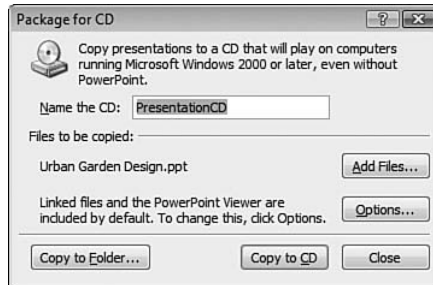 Package for CD
Copy presentations to a CD that will play on computers
running Microsoft Windows 2000 or later, even without
PowerPoint.
Name the CD: PresentationCD
Files to be copied:
Urban Garden Design.ppt Add Files...
Linked files and the PowerPoint Viewer are
included by default. To change this, click Options. Options...
Copy to Folder... Copy to CD Close